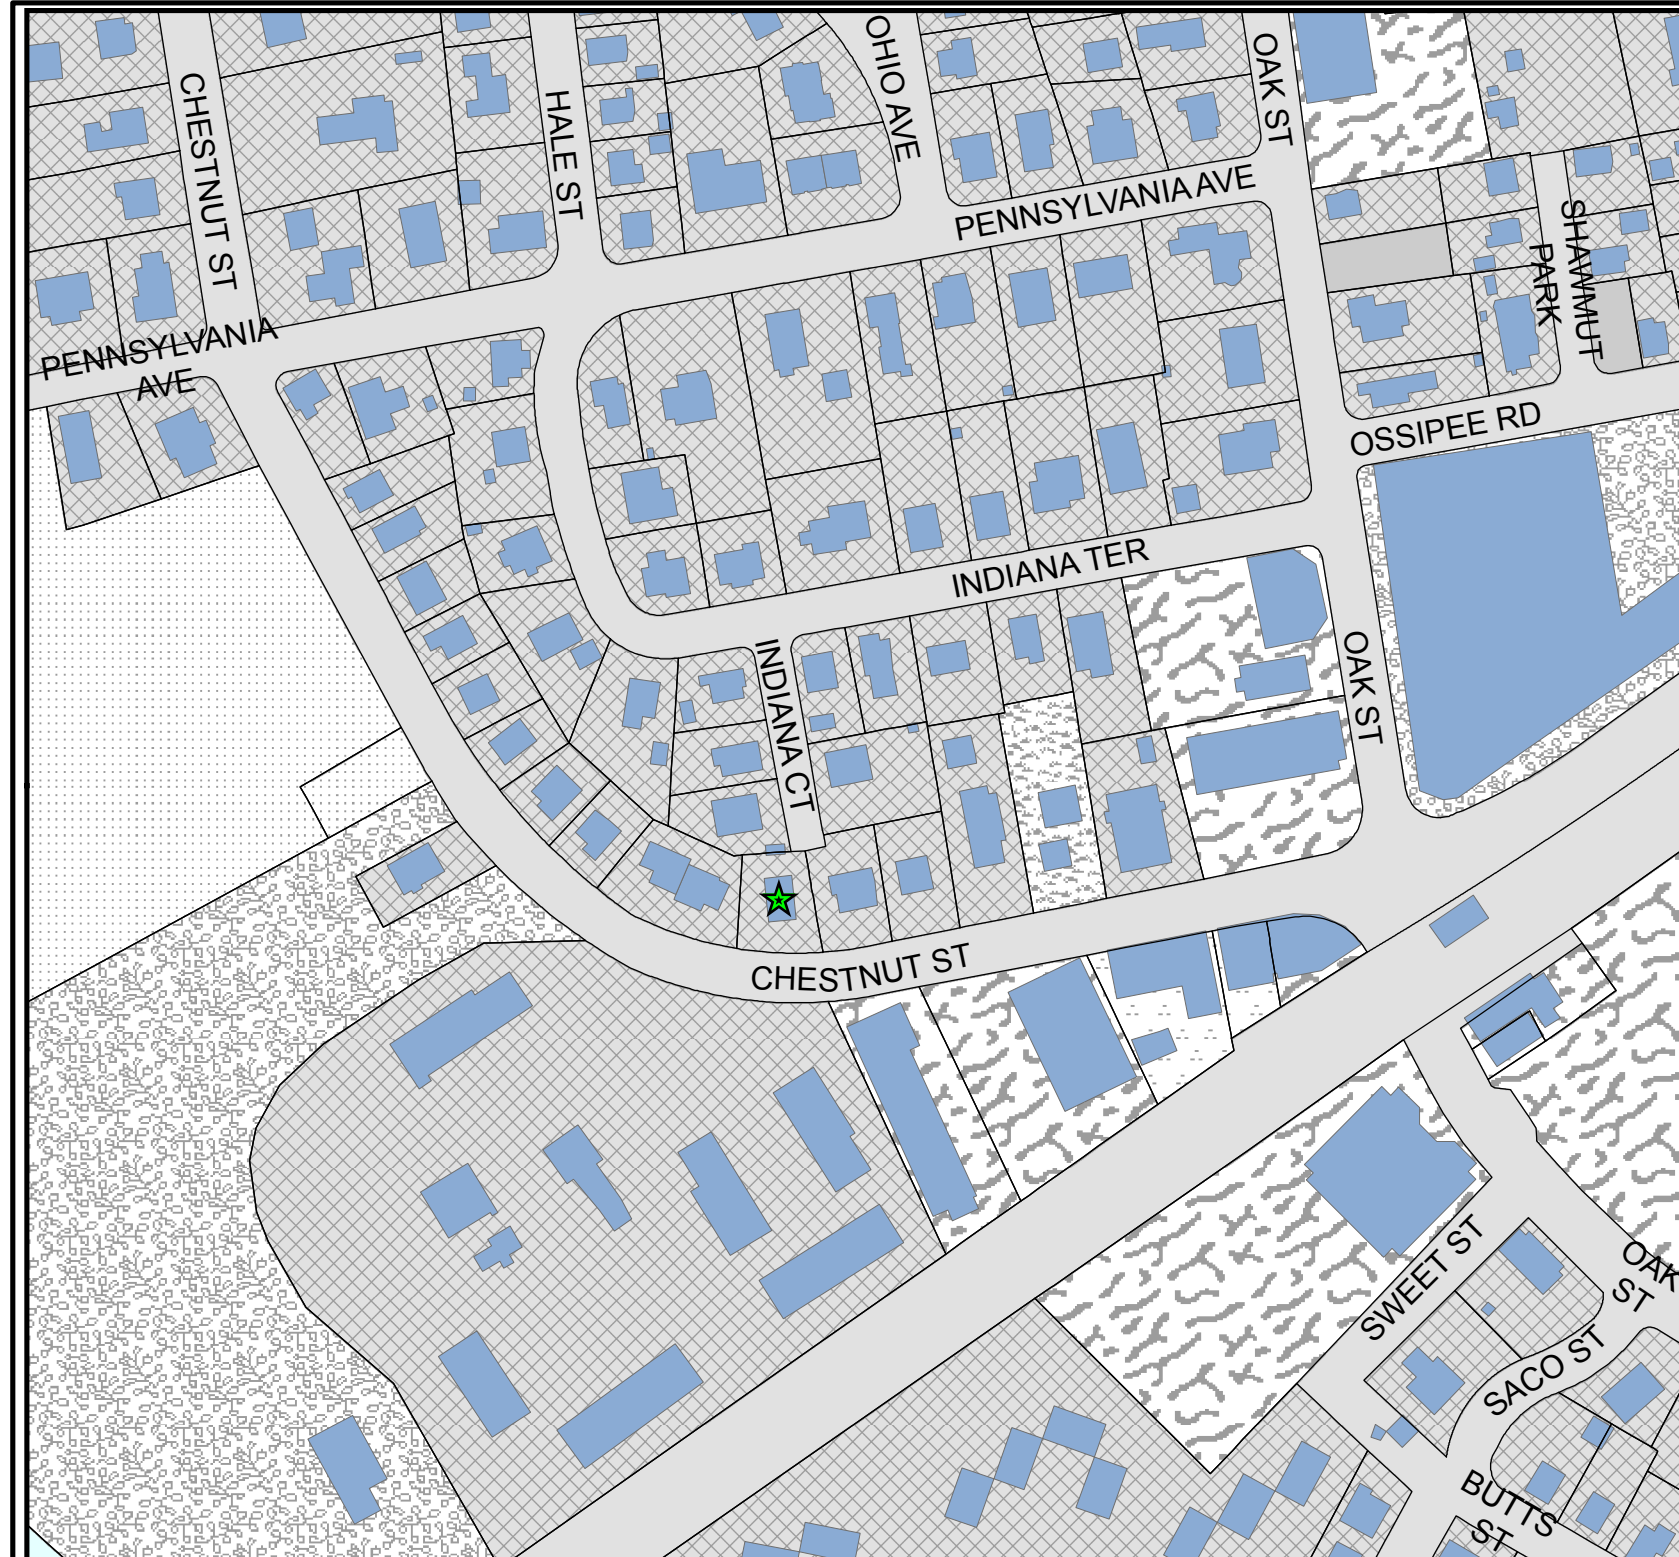 CHESTNUT ST
HALE ST
OHIO AVE
OAK ST
PENNSYLVANIA AVE
SHAWMUT
PARK
PENNSYLVANIA
AVE
OSSIPEE RD
INDIANA TER
INDIANA CT
OAK ST
CHESTNUT ST
SWEET ST
OAK
ST
SACO ST
BUTTS
ST